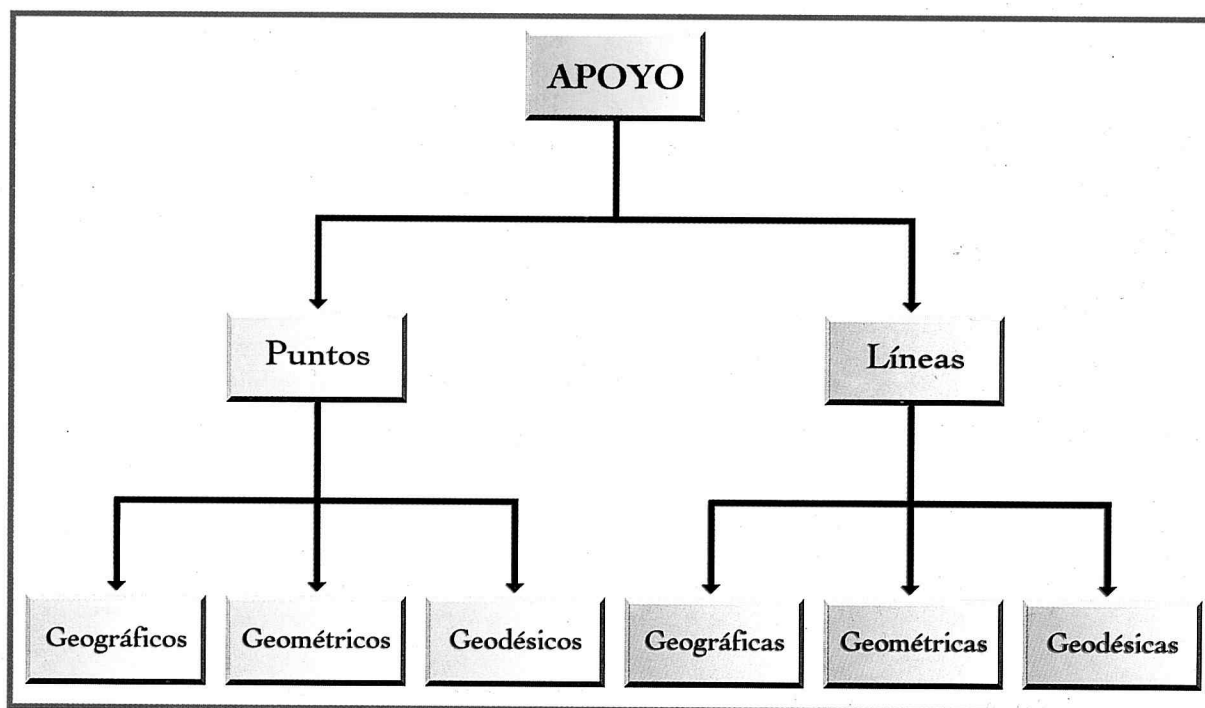 APOYO
Puntos
Líneas
Geográficos
Geométricos
Geodésicos
Geográficas
Geométricas
Geodésicas